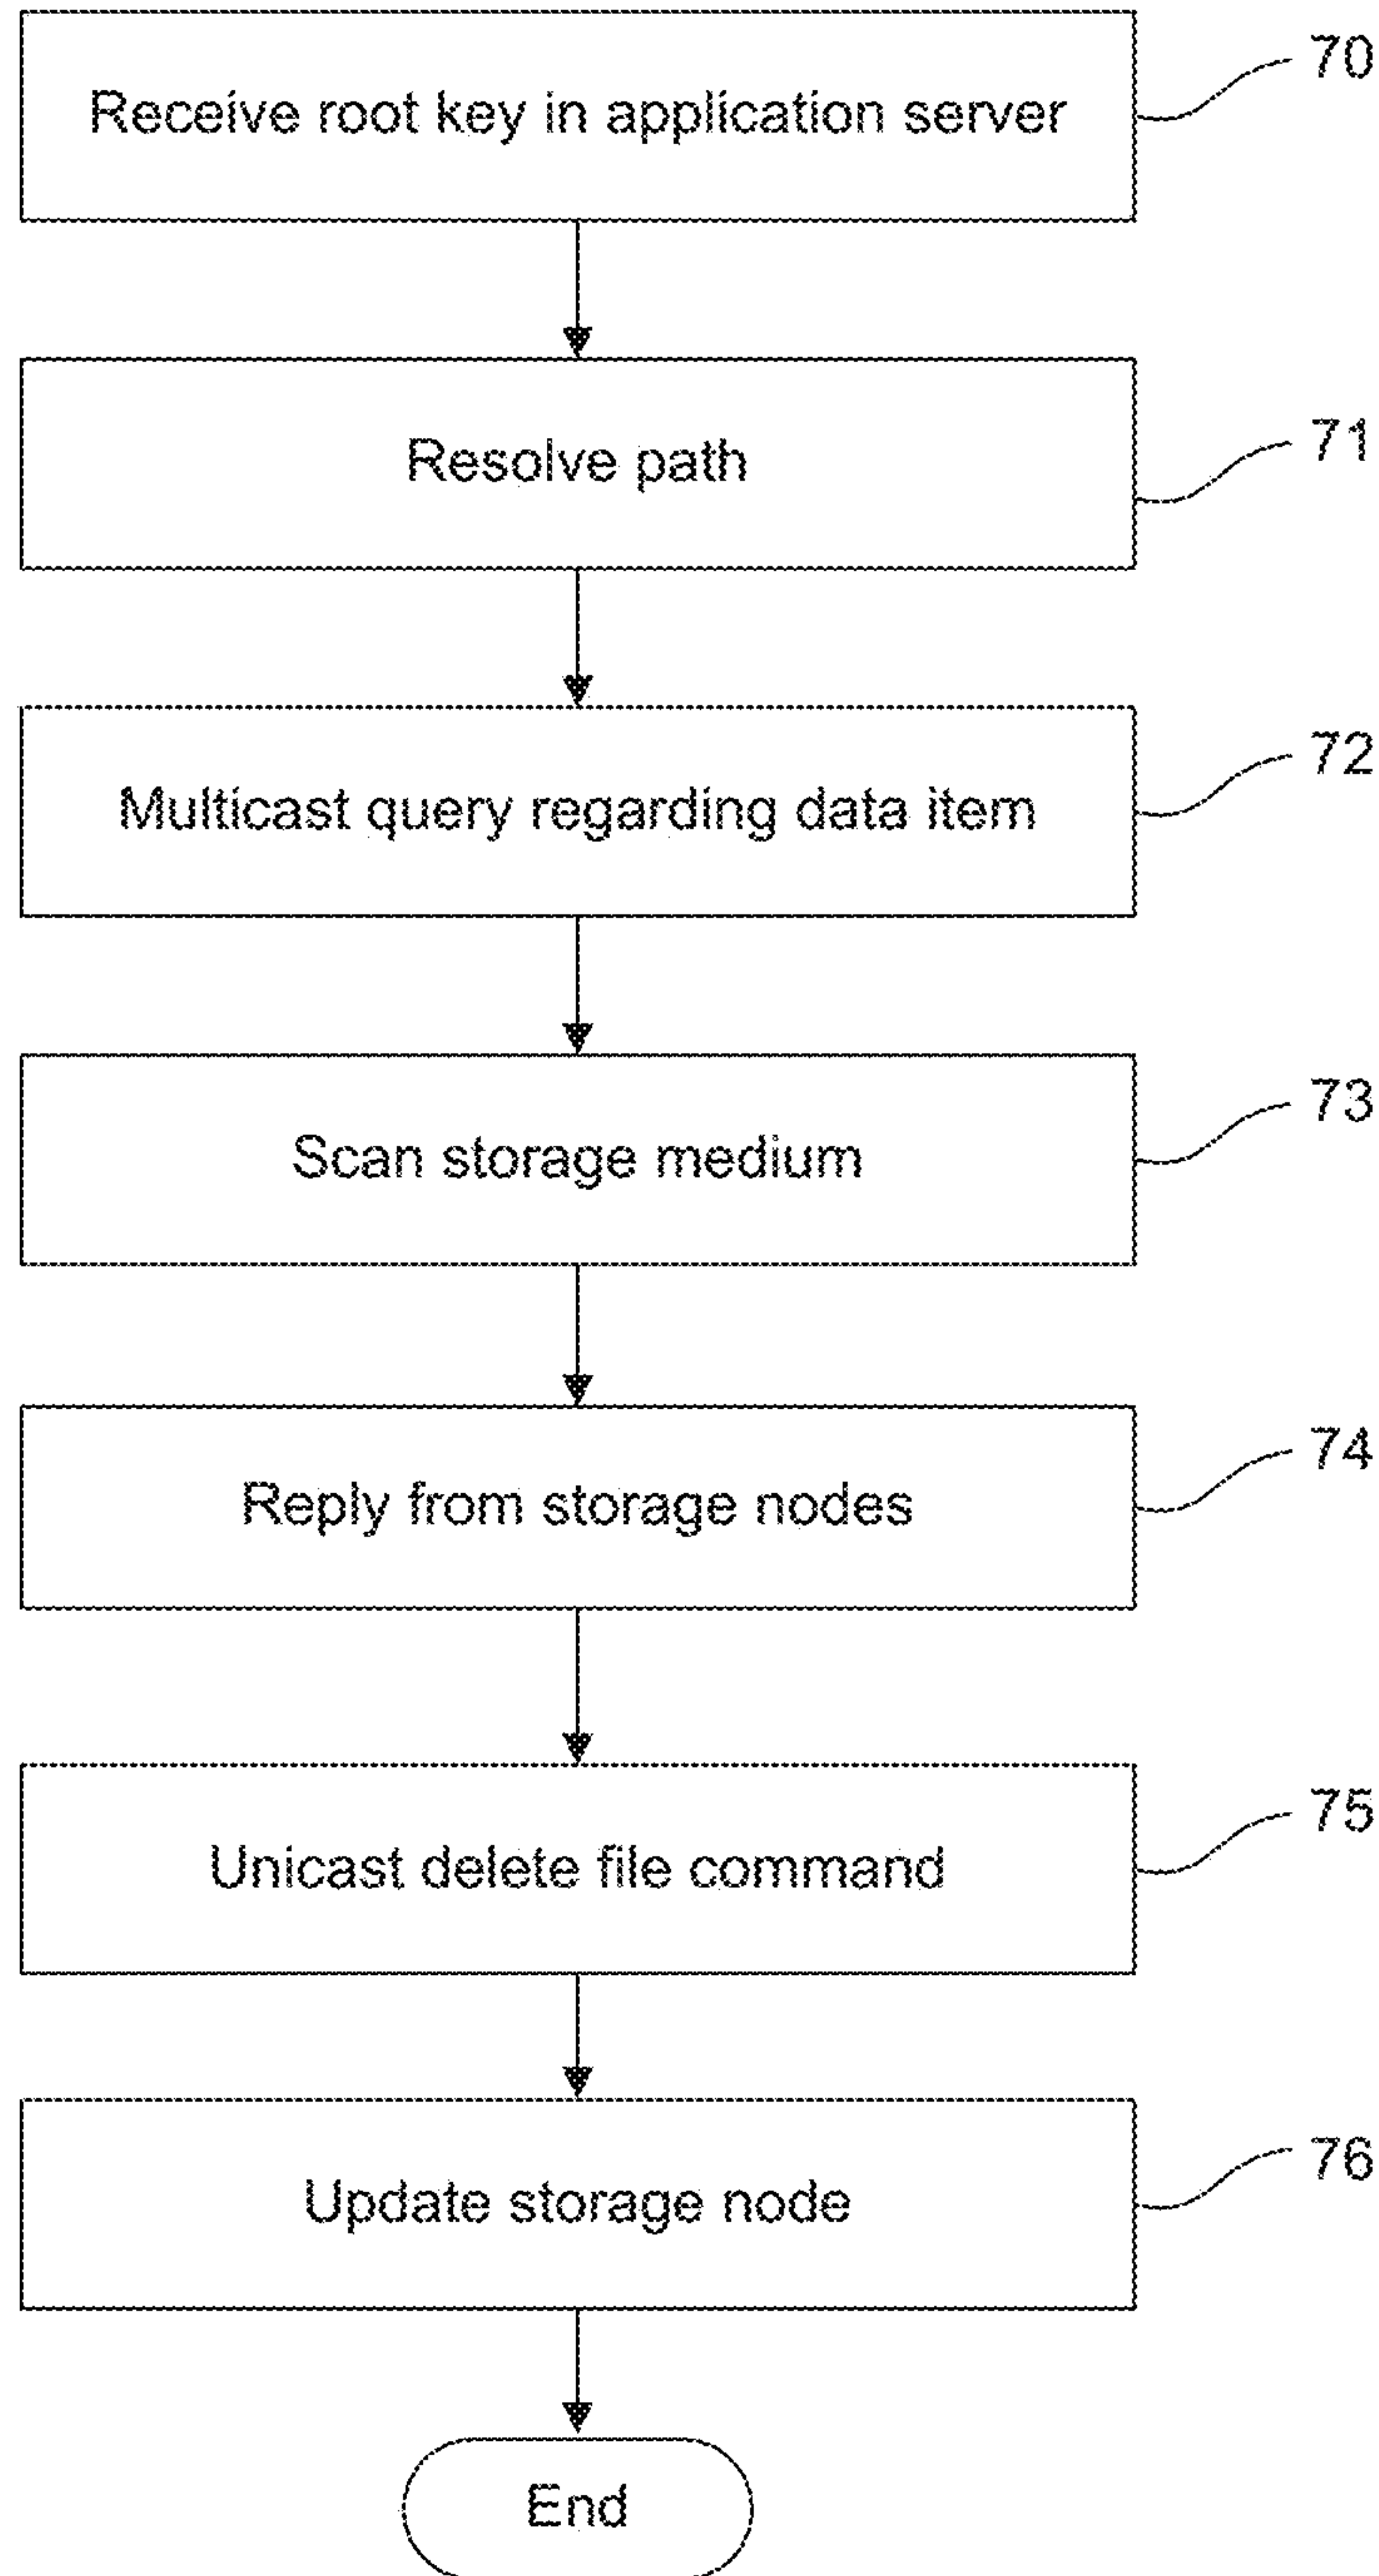 Receive root key in application server
70
Resolve path
71
Multicast query regarding data item
72
Scan storage medium
73
Reply from storage nodes
74
Unicast delete file command
75
Update storage node
76
End